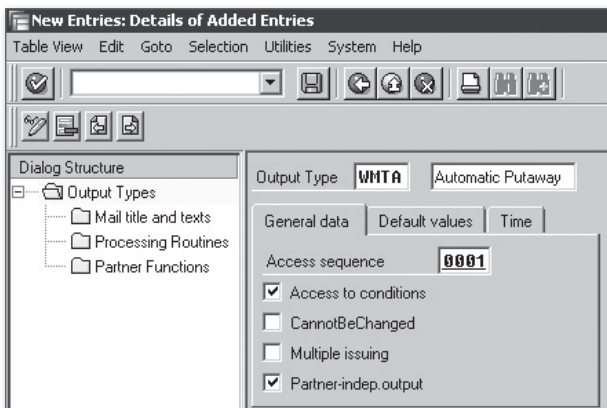 New Entries: Details of Added Entries
Table View Edit Goto Selection Utilities System Help
Dialog Structure
Output Types
Mail title and texts
Processing Routines
Partner Functions
Output Type WMTA Automatic Putaway
General data Default values Time
Access sequence 0001
Access to conditions
CannotBeChanged
Multiple issuing
Partner-indep.output